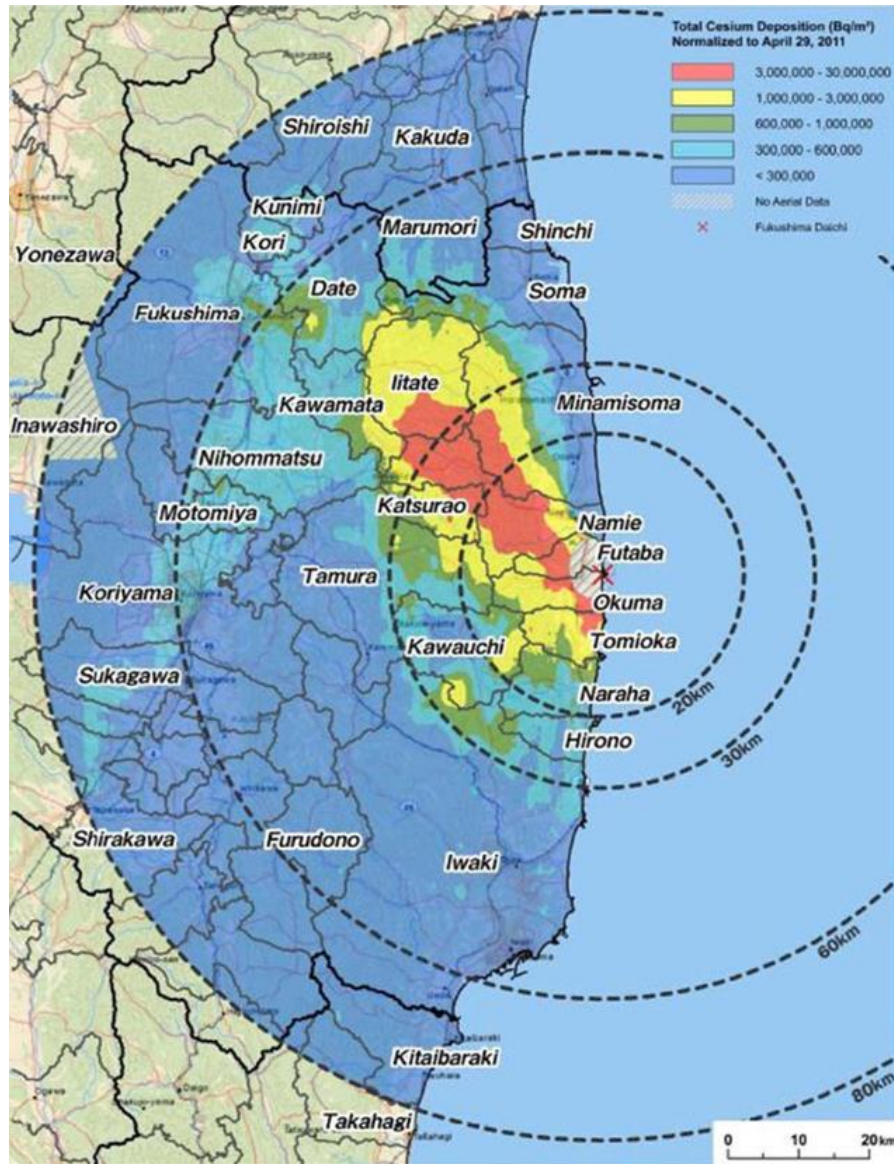 Total Cesium Deposition (Bq/m²)
Normalized to April 29, 2011
3,000,000 - 30,000,000
1,000,000 - 3,000,000
600,000 - 1,000,000
300,000 - 600,000
< 300,000
No Aerial Data
Fukushima Daiichi
Shiroishi
Kakuda
Kunimi
Kori
Marumori
Shinchi
Yonezawa
Date
Soma
Fukushima
Iitate
Kawamata
Minamisoma
Inawashiro
Nihommatsu
Motomiya
Katsurao
Namie
Futaba
Tamura
Koriyama
Okuma
Kawauchi
Tomioka
Sukagawa
Naraha
20km
Hirono
30km
Shirakawa
Furudono
Iwaki
60km
Kitaibaraki
80km
Takahagi
0 10 20 km